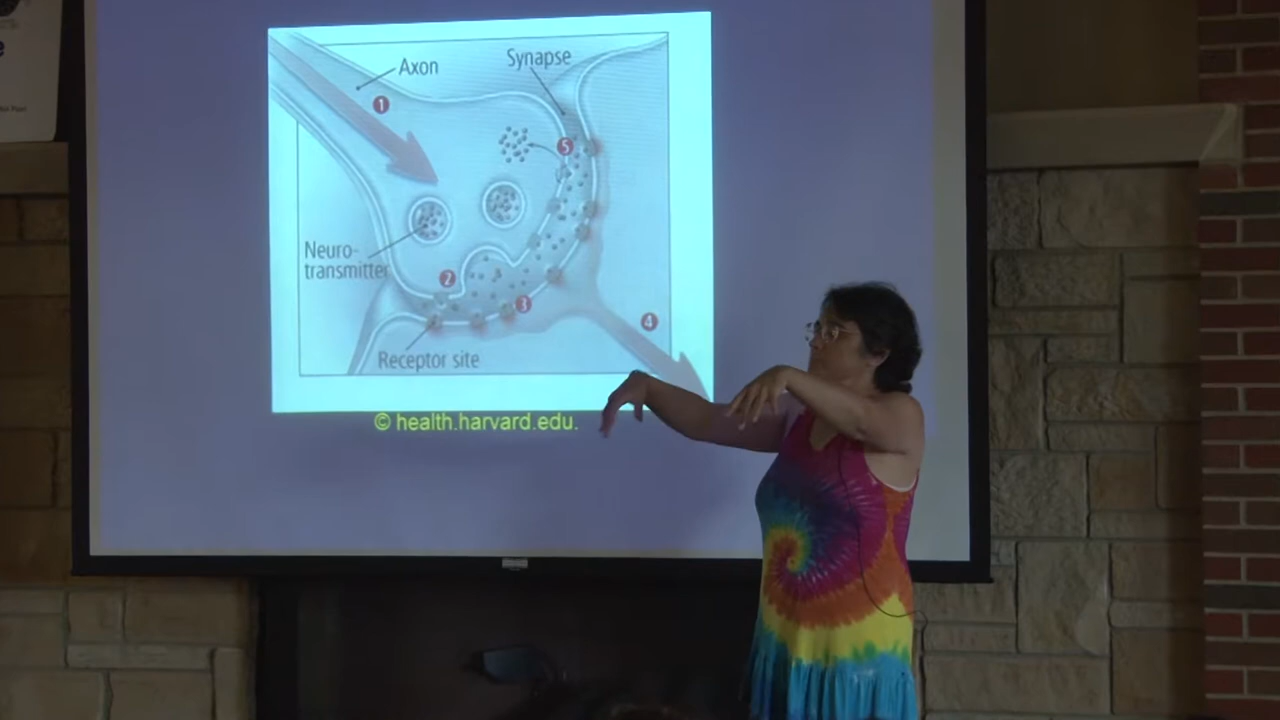 Axon
Synapse
1
5
Neuro-
transmitter
2
3
4
Receptor site
© health.harvard.edu.